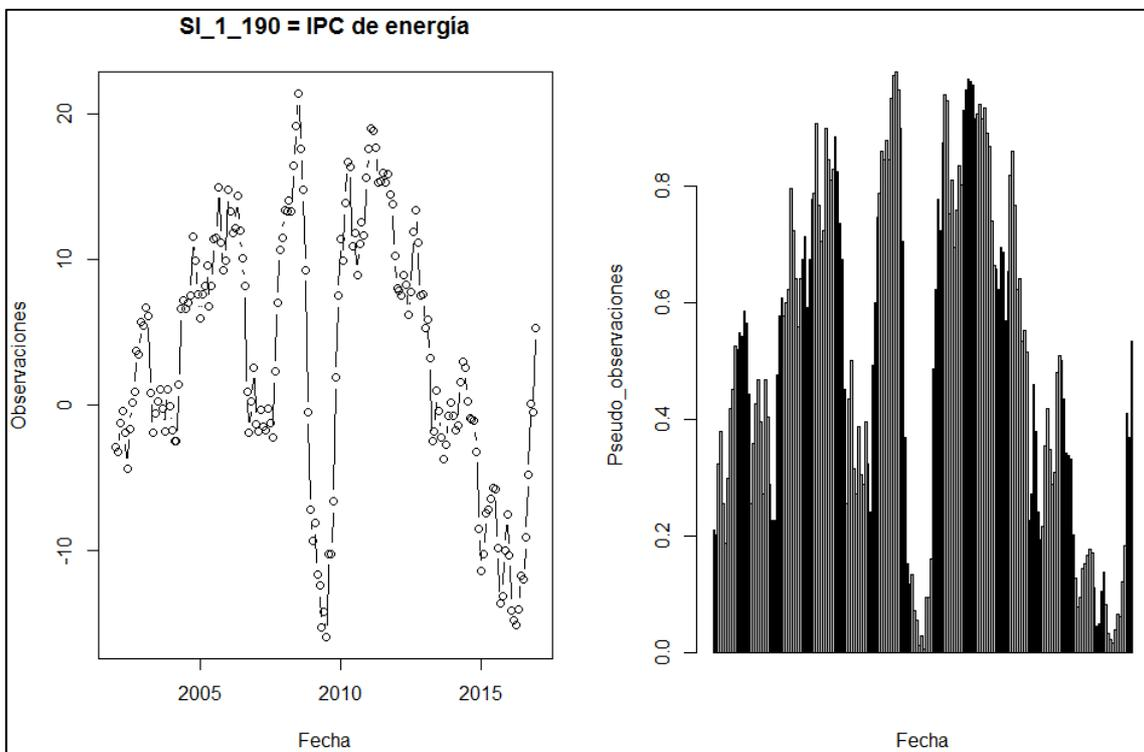 SI_1_190 = IPC de energía
Observaciones
20
10
0
-10
2005
2010
2015
Fecha
Pseudo_observaciones
0.8
0.6
0.4
0.2
0.0
Fecha